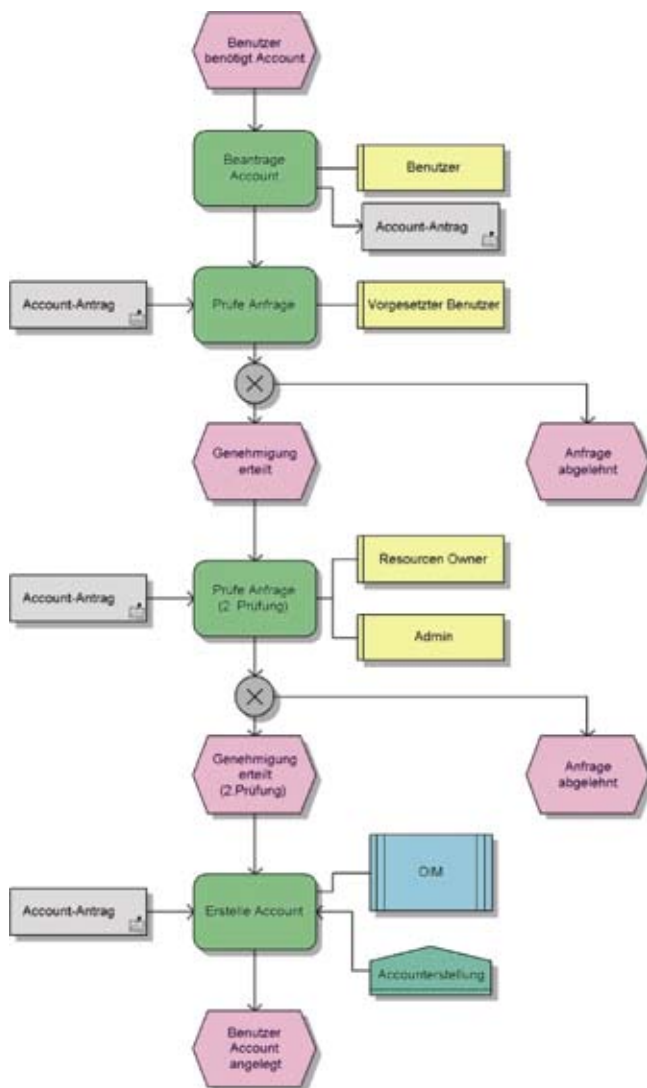 Benutzer
benötigt Account
Beantrage
Account
Benutzer
Account-Antrag
Account-Antrag
Prüfe Anfrage
Vorgesetzter Benutzer
Genehmigung
erteilt
Anfrage
abgelehnt
Account-Antrag
Prüfe Anfrage
(2. Prüfung)
Resourcen Owner
Admin
Genehmigung
erteilt
(2.Prüfung)
Anfrage
abgelehnt
Account-Antrag
Erstelle Account
OIM
Accounterstellung
Benutzer
Account
angelegt